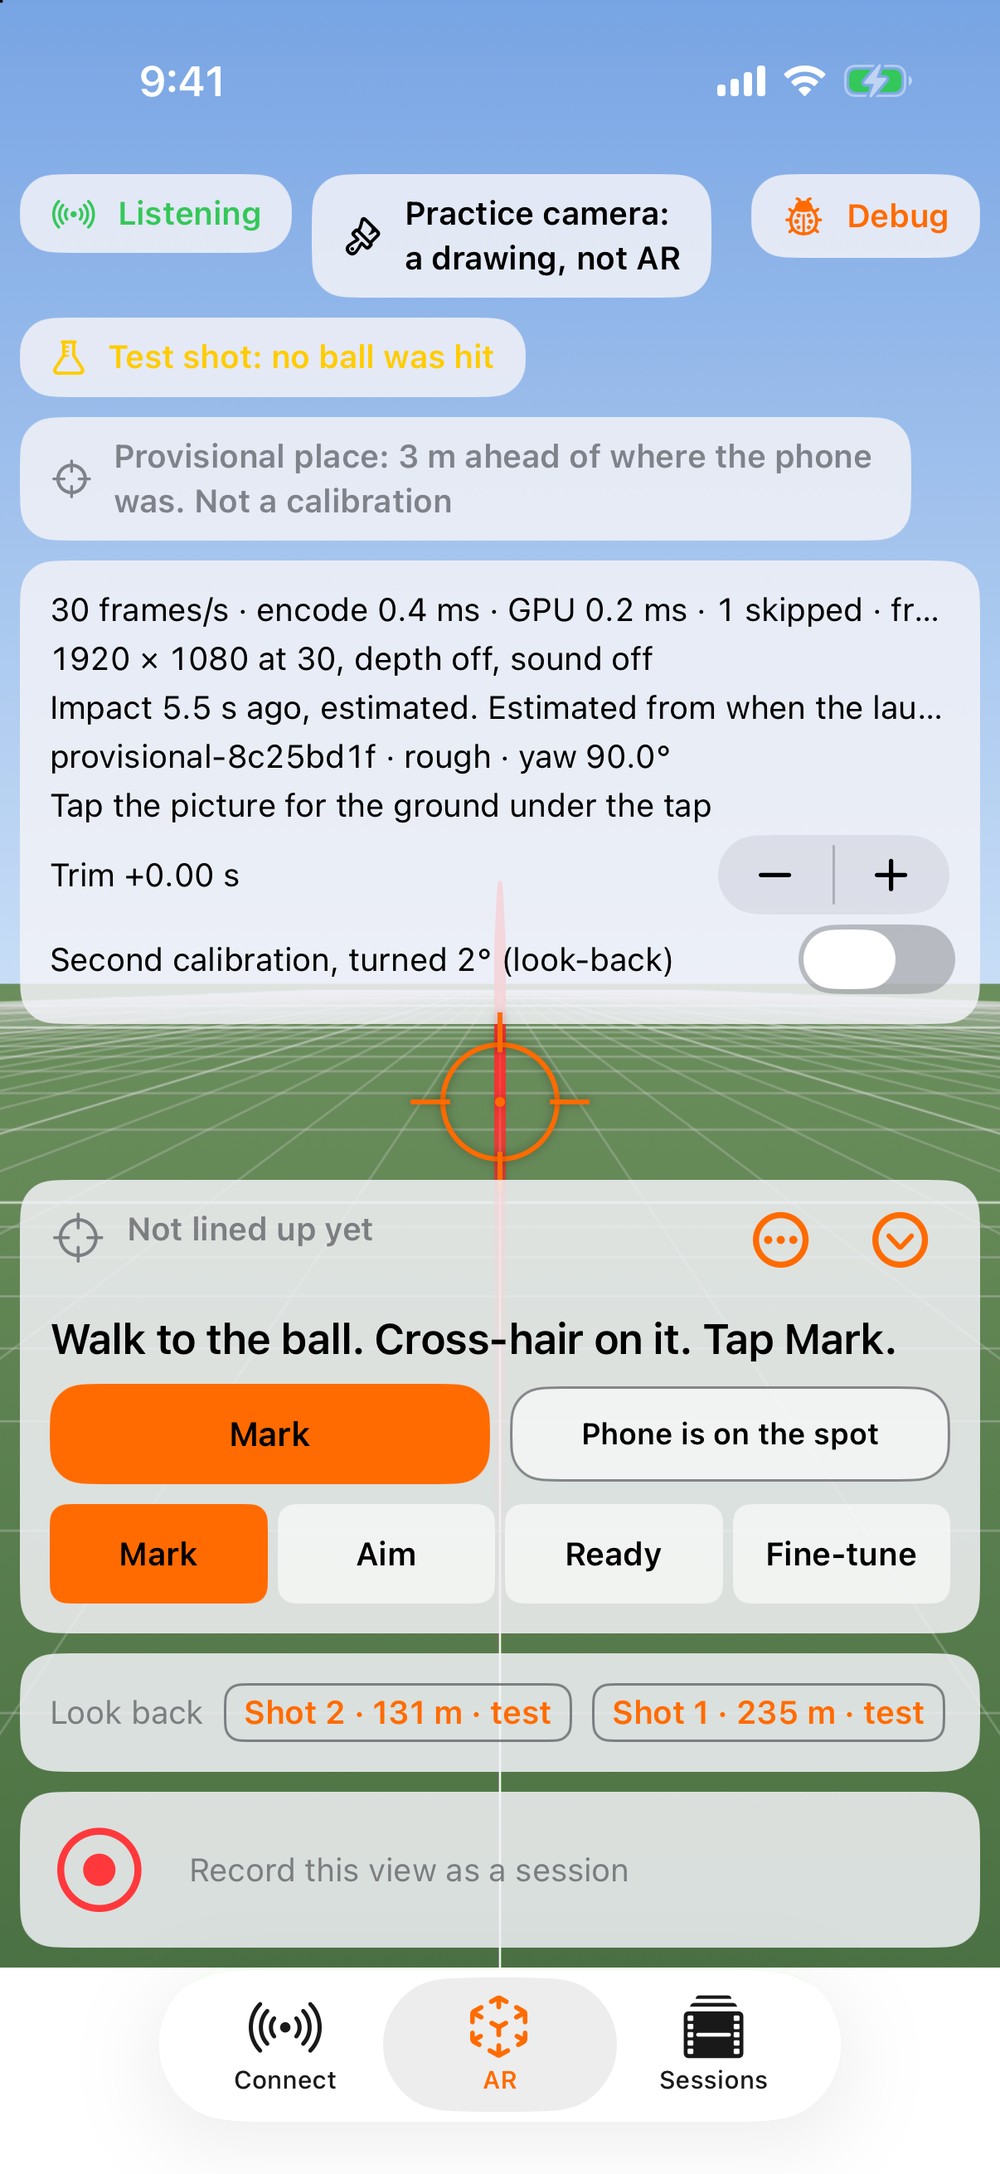 9:41
Listening
Practice camera:
a drawing, not AR
Debug
Test shot: no ball was hit
Provisional place: 3 m ahead of where the phone
was. Not a calibration
30 frames/s · encode 0.4 ms · GPU 0.2 ms · 1 skipped · fr...
1920 × 1080 at 30, depth off, sound off
Impact 5.5 s ago, estimated. Estimated from when the lau...
provisional-8c25bd1f · rough · yaw 90.0°
Tap the picture for the ground under the tap
Trim +0.00 s
Second calibration, turned 2° (look-back)
Not lined up yet
Walk to the ball. Cross-hair on it. Tap Mark.
Mark
Phone is on the spot
Mark
Aim
Ready
Fine-tune
Look back
Shot 2 · 131 m · test
Shot 1 · 235 m · test
Record this view as a session
Connect
AR
Sessions